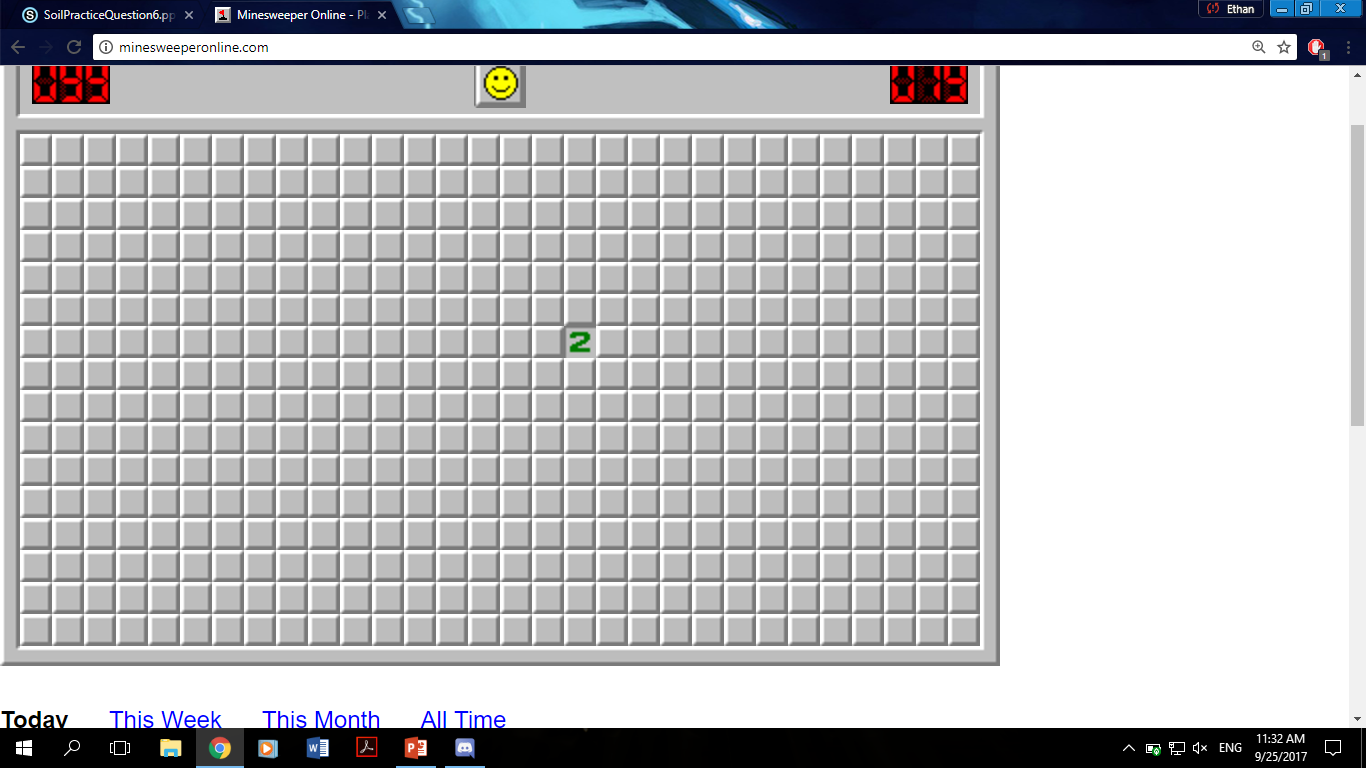 SoilPracticeQuestion6.pp
Minesweeper Online - Pl
Ethan
minesweeperonline.com
1
2
Today This Week This Month All Time
ENG
11:32 AM
9/25/2017